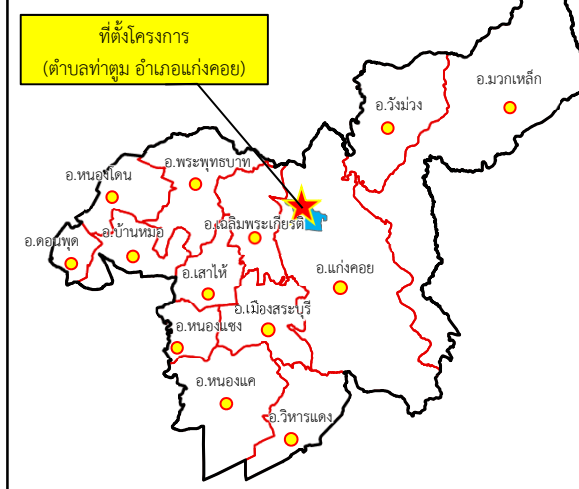 ที่ตั้งโครงการ
(ตำบลท่าตูม อำเภอแก่งคอย)
อ.มวกเหล็ก
อ.วังม่วง
อ.พระพุทธบาท
อ.หนองโดน
อ.เฉลิมพระเกียรติ
อ.บ้านหมอ
อ.ดอนพุด
อ.เสาไห้
อ.แก่งคอย
อ.เมืองสระบุรี
อ.หนองแซง
อ.หนองแค
อ.วิหารแดง